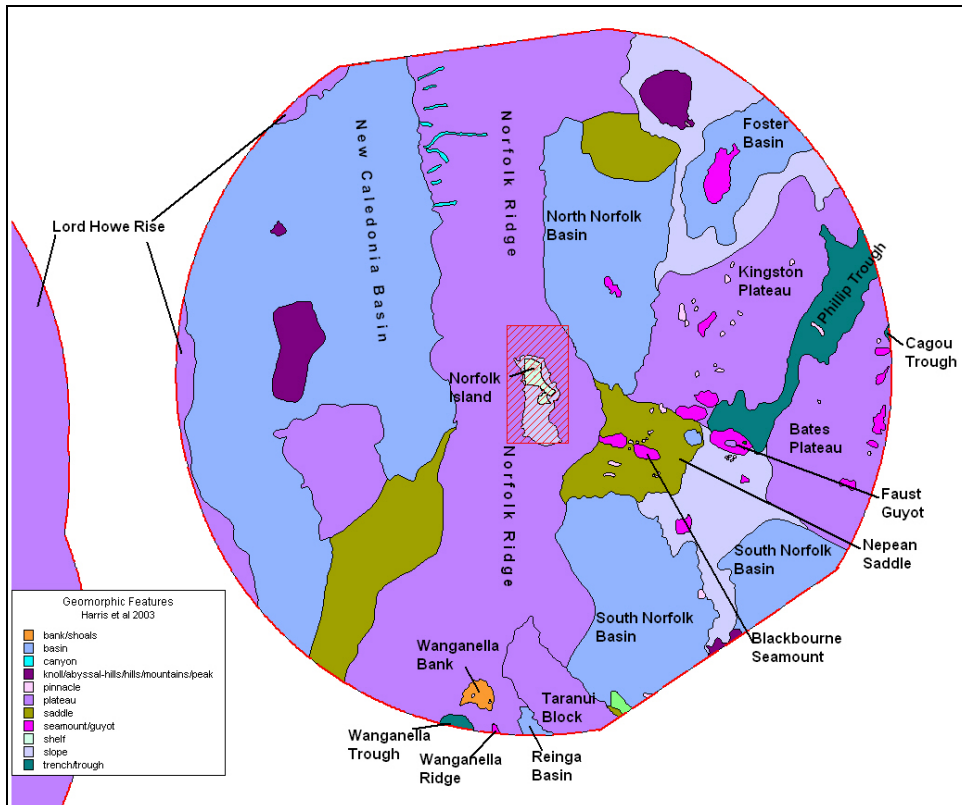 Foster
Basin
Norfolk Ridge
New Caledonia Basin
North Norfolk
Basin
Lord Howe Rise
Kingston
Plateau
Phillip Trough
Cagou
Trough
Norfolk
Island
Bates
Plateau
Norfolk Ridge
Faust
Guyot
Nepean
Saddle
South Norfolk
Basin
South Norfolk
Basin
Blackbourne
Seamount
Wanganella
Bank
Taranui
Block
Wanganella
Trough
Wanganella
Ridge
Reinga
Basin
Geomorphic Features
Harris et al 2003
bank/shoals
basin
canyon
knoll/abyssal-hills/hills/mountains/peak
pinnacle
plateau
saddle
seamount/guyot
shelf
slope
trench/trough